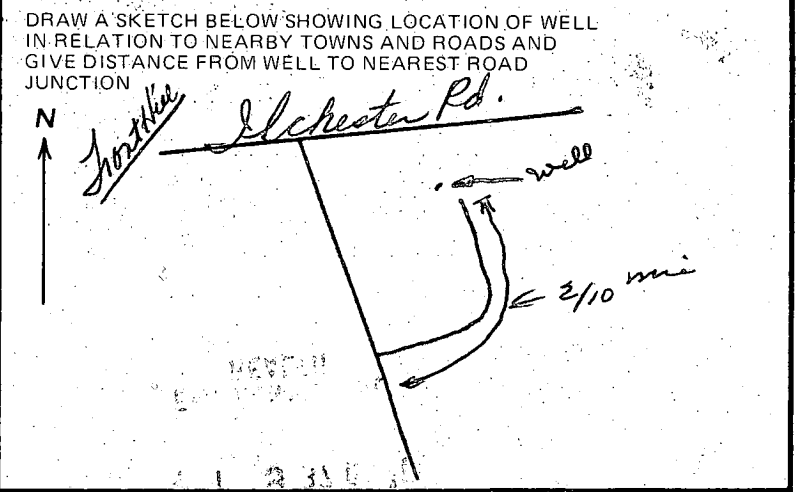 DRAW A SKETCH BELOW SHOWING LOCATION OF WELL
IN RELATION TO NEARBY TOWNS AND ROADS AND
GIVE DISTANCE FROM WELL TO NEAREST ROAD
JUNCTION
N
Hill
Ilchester Rd.
well
2/10 mi